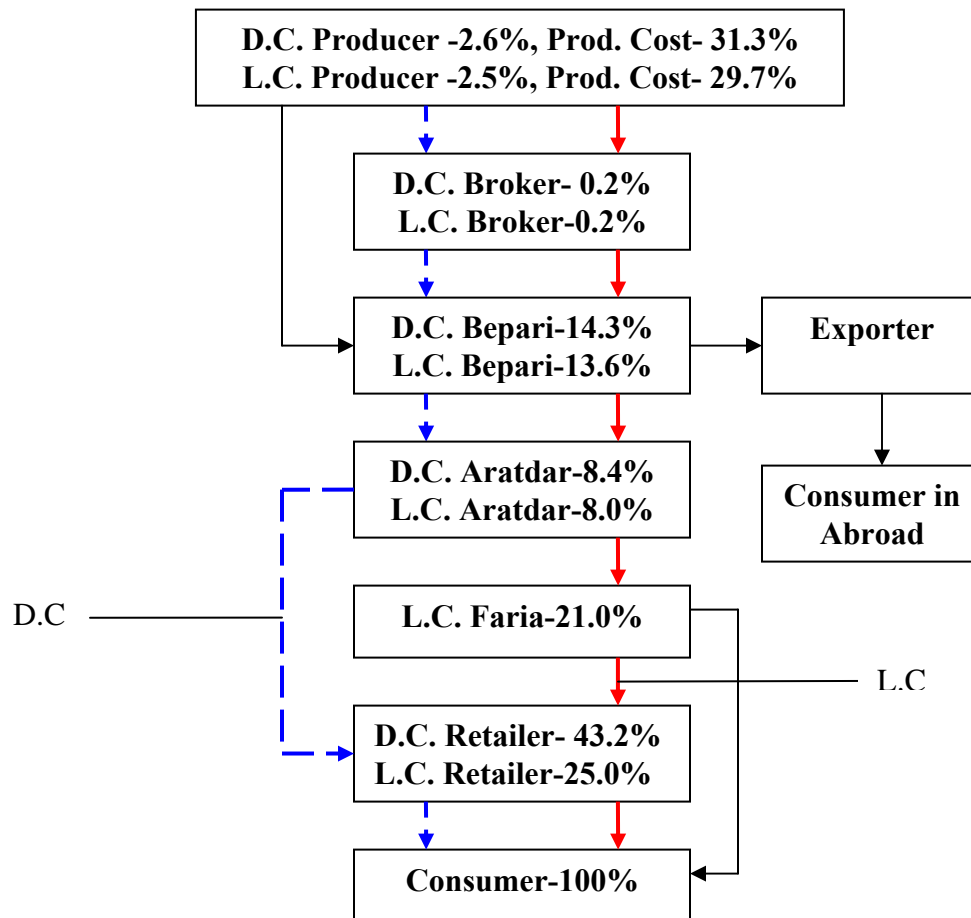 D.C. Producer -2.6%, Prod. Cost- 31.3%
L.C. Producer -2.5%, Prod. Cost- 29.7%
D.C. Broker- 0.2%
L.C. Broker-0.2%
D.C. Bepari-14.3%
L.C. Bepari-13.6%
Exporter
D.C. Aratdar-8.4%
L.C. Aratdar-8.0%
Consumer in
Abroad
D.C
L.C. Faria-21.0%
L.C
D.C. Retailer- 43.2%
L.C. Retailer-25.0%
Consumer-100%